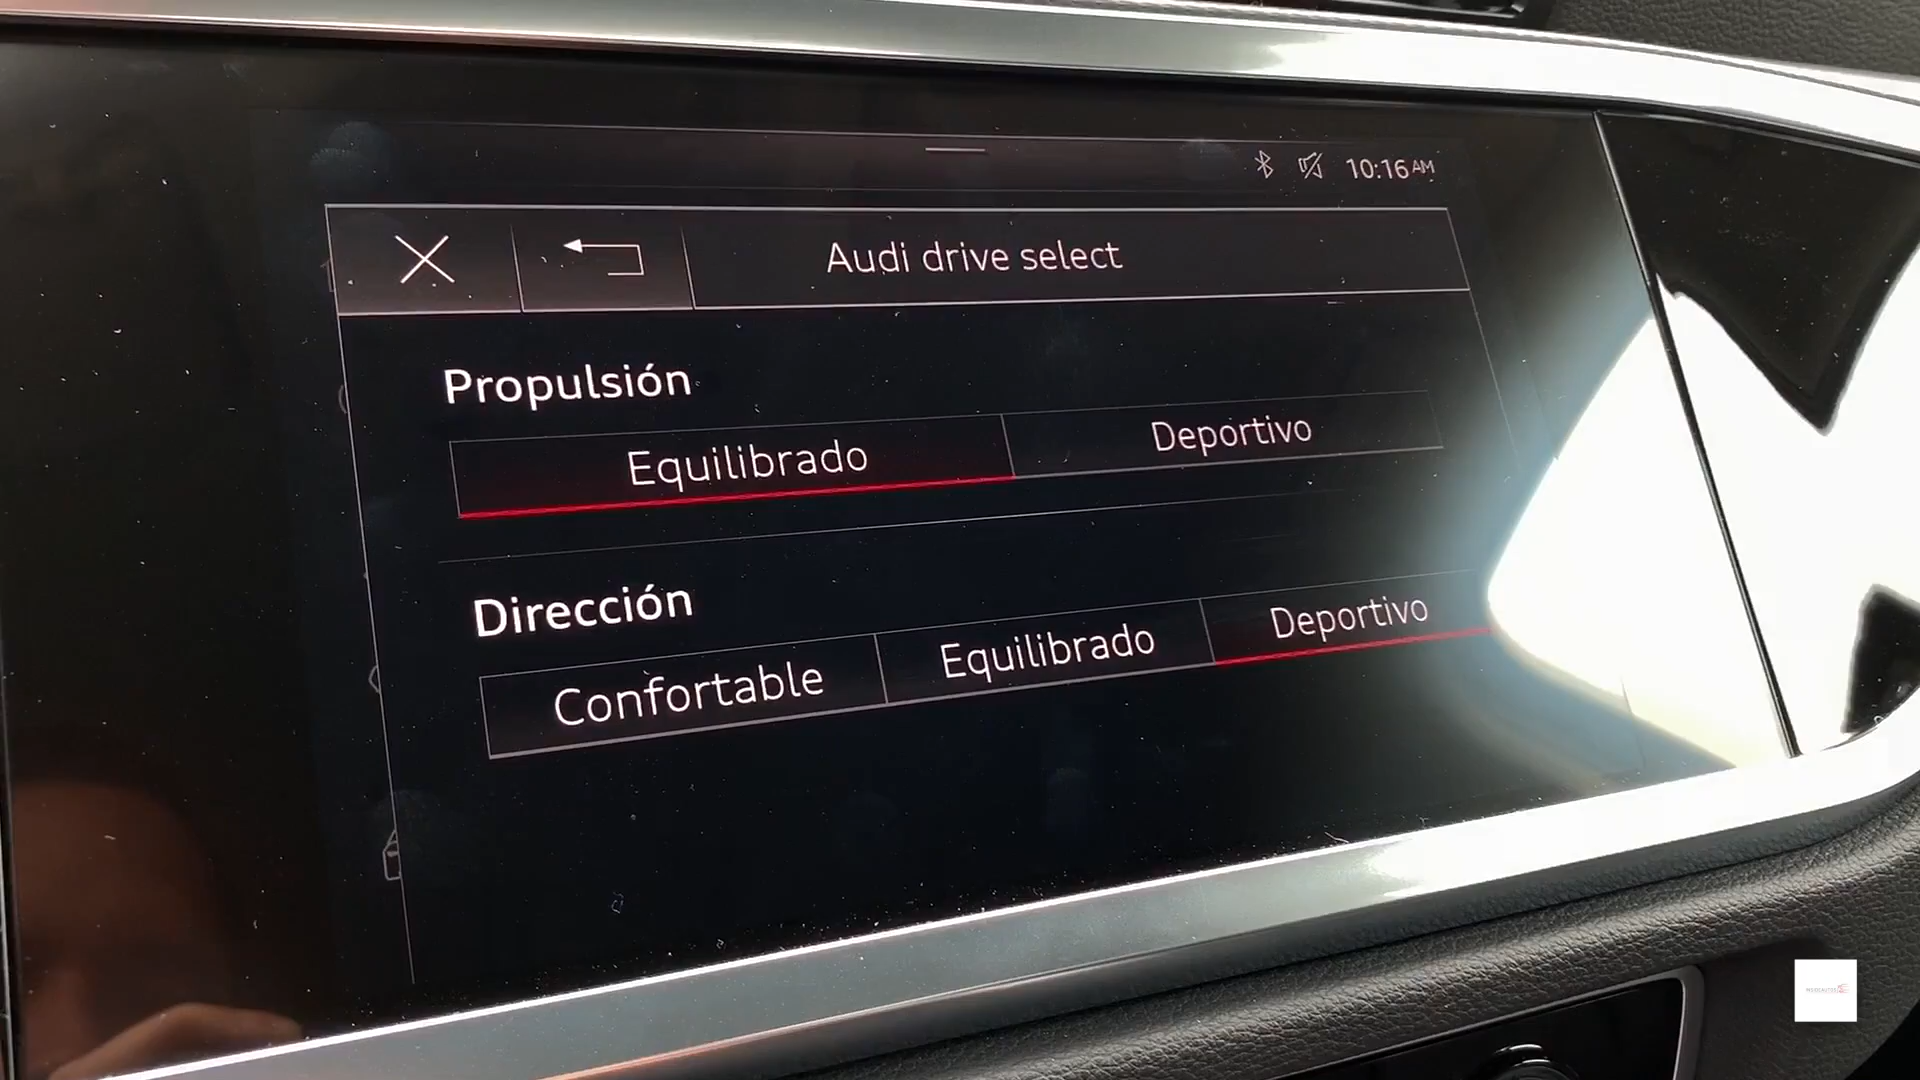 10:16 AM
Audi drive select
Propulsión
Equilibrado
Deportivo
Dirección
Confortable
Equilibrado
Deportivo